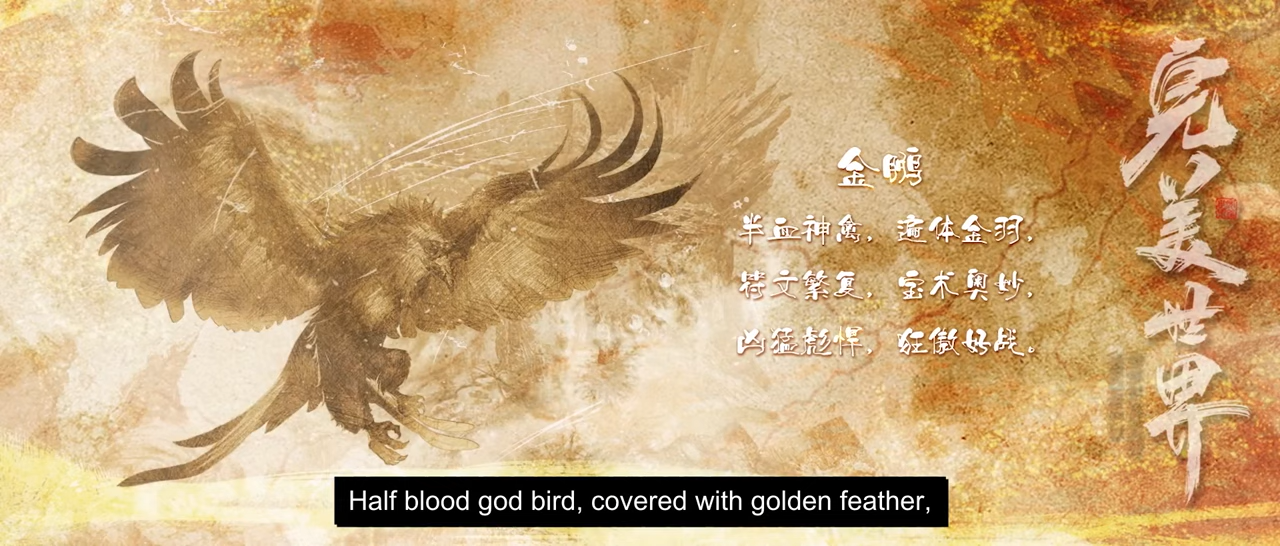 金鹏
半血神禽，遍体金羽，
符文繁复，宝术奥妙，
凶猛彪悍，狂傲好战。
完美世界
Half blood god bird, covered with golden feather,